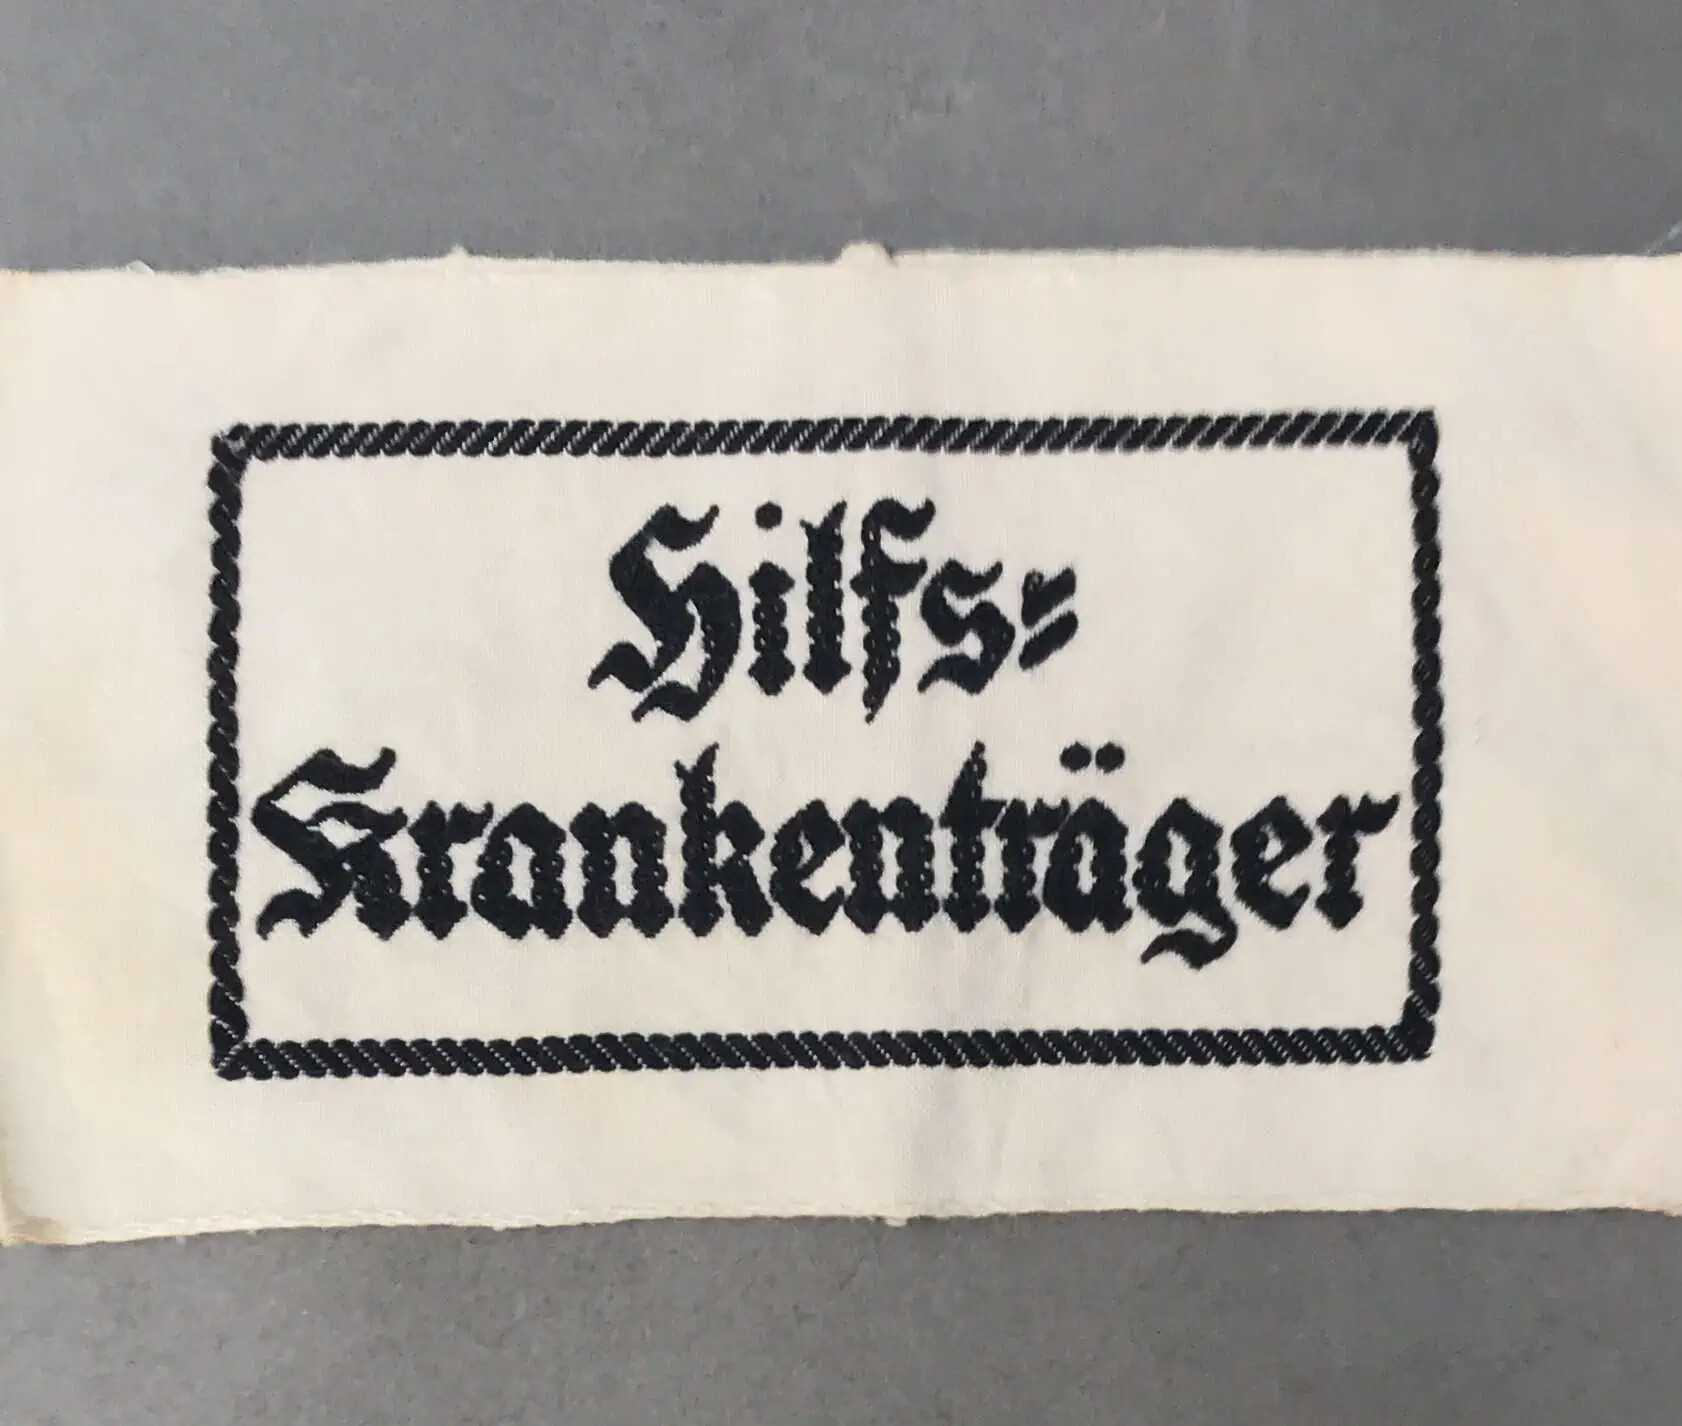 Hilfs=
Krankenträger